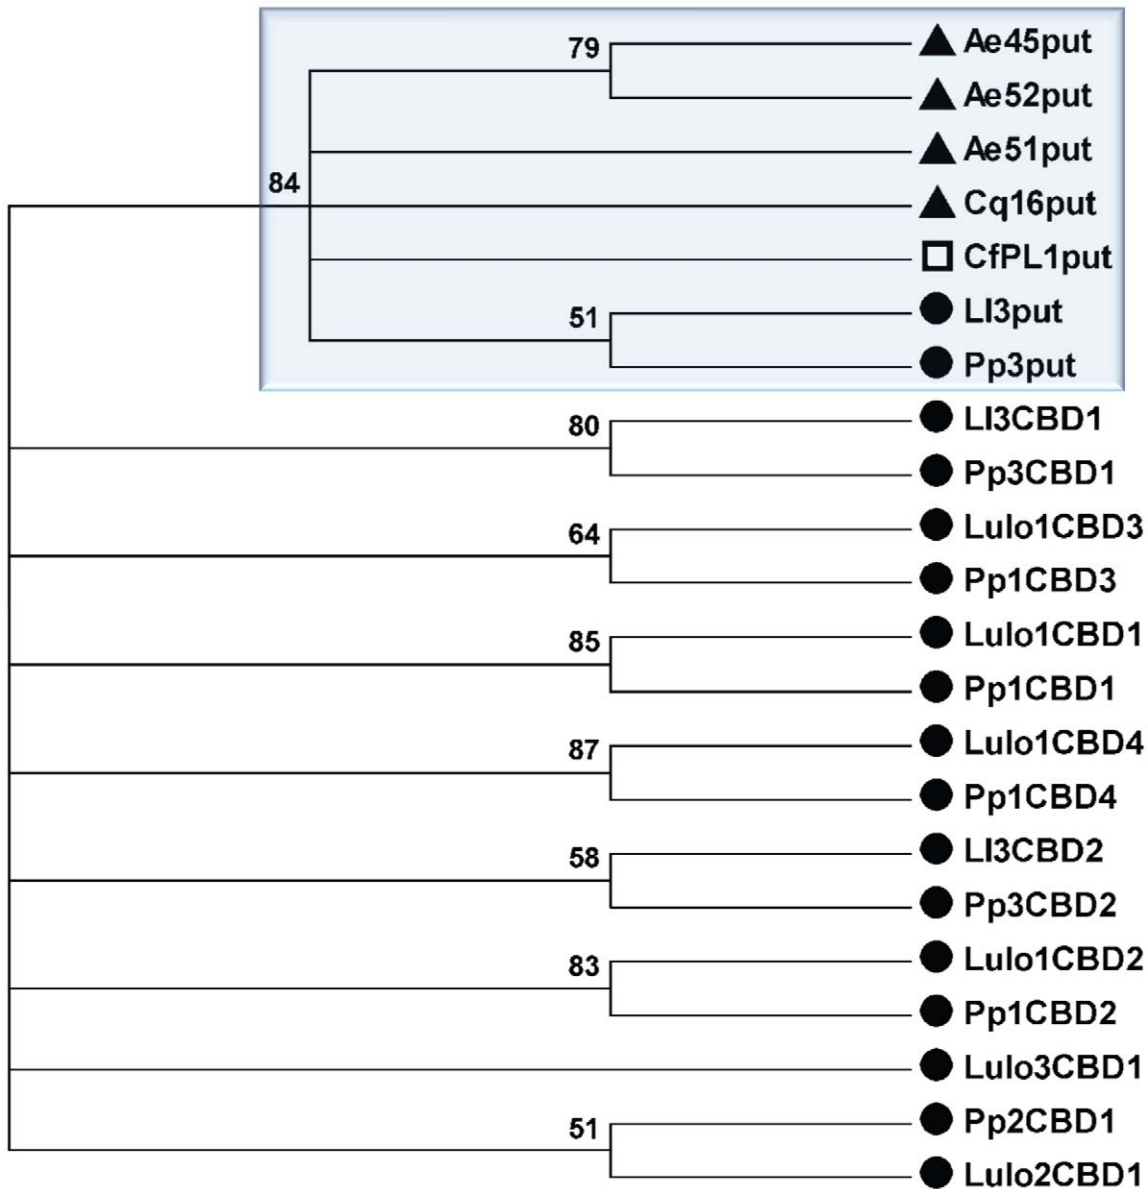 79
Ae45put
Ae52put
Ae51put
84
Cq16put
CfPL1put
51
Ll3put
Pp3put
80
Ll3CBD1
Pp3CBD1
64
Lulo1CBD3
Pp1CBD3
85
Lulo1CBD1
Pp1CBD1
87
Lulo1CBD4
Pp1CBD4
58
Ll3CBD2
Pp3CBD2
83
Lulo1CBD2
Pp1CBD2
Lulo3CBD1
51
Pp2CBD1
Lulo2CBD1